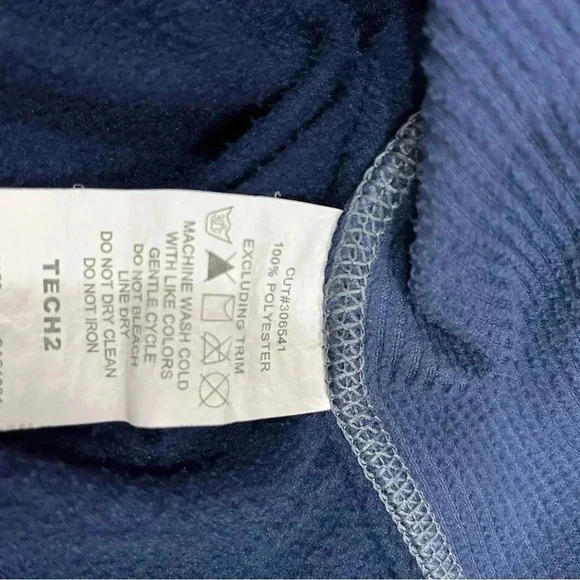 CUT#306541
100% POLYESTER
EXCLUDING TRIM
MACHINE WASH COLD
WITH LIKE COLORS
GENTLE CYCLE
DO NOT BLEACH
LINE DRY
DO NOT DRY CLEAN
DO NOT IRON
TECH2